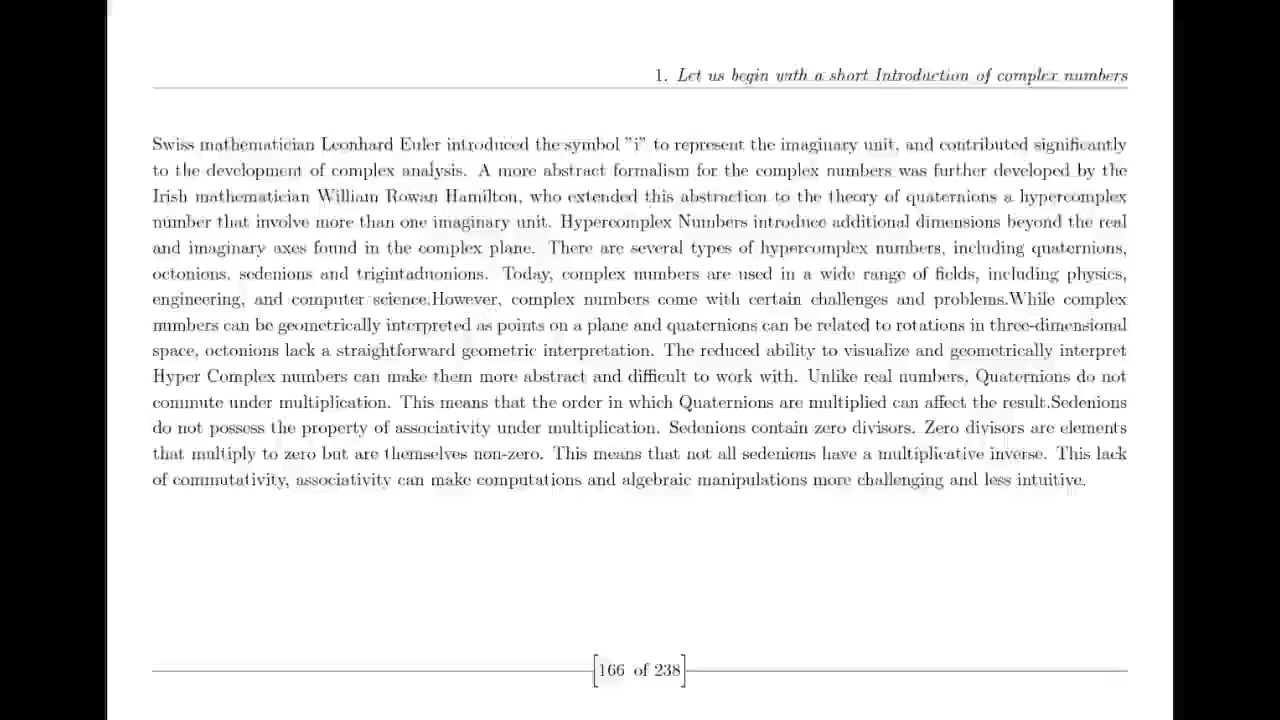 1. Let us begin with a short Introduction of complex numbers
Swiss mathematician Leonhard Euler introduced the symbol "i" to represent the imaginary unit, and contributed significantly
to the development of complex analysis. A more abstract formalism for the complex numbers was further developed by the
Irish mathematician William Rowan Hamilton, who extended this abstraction to the theory of quaternions a hypercomplex
number that involve more than one imaginary unit. Hypercomplex Numbers introduce additional dimensions beyond the real
and imaginary axes found in the complex plane. There are several types of hypercomplex numbers, including quaternions,
octonions, sedenions and trigintaduonions. Today, complex numbers are used in a wide range of fields, including physics,
engineering, and computer science.However, complex numbers come with certain challenges and problems.While complex
numbers can be geometrically interpreted as points on a plane and quaternions can be related to rotations in three-dimensional
space, octonions lack a straightforward geometric interpretation. The reduced ability to visualize and geometrically interpret
Hyper Complex numbers can make them more abstract and difficult to work with. Unlike real numbers, Quaternions do not
commute under multiplication. This means that the order in which Quaternions are multiplied can affect the result.Sedenions
do not possess the property of associativity under multiplication. Sedenions contain zero divisors. Zero divisors are elements
that multiply to zero but are themselves non-zero. This means that not all sedenions have a multiplicative inverse. This lack
of commutativity, associativity can make computations and algebraic manipulations more challenging and less intuitive.
166 of 238